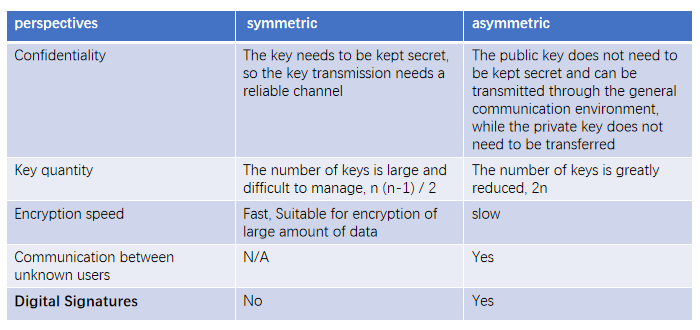 perspectives symmetric asymmetric
Confidentiality
The key needs to be kept secret,
so the key transmission needs a
reliable channel
The public key does not need to
be kept secret and can be
transmitted through the general
communication environment,
while the private key does not
need to be transferred
Key quantity
The number of keys is large and
difficult to manage, n (n-1) / 2
The number of keys is greatly
reduced, 2n
Encryption speed
Fast, Suitable for encryption of
large amount of data
slow
Communication between
unknown users
N/A
Yes
Digital Signatures
No
Yes